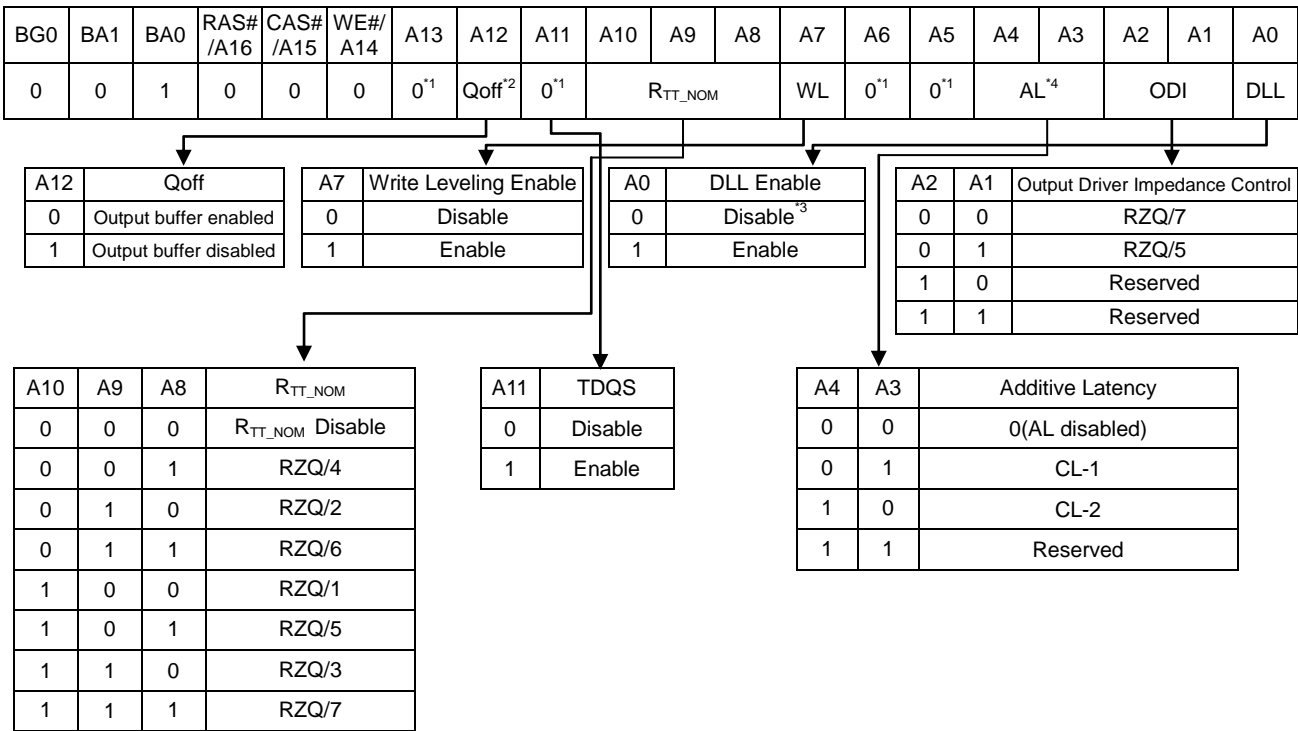 BG0 BA1 BA0 RAS# /A16 CAS# /A15 WE#/ A14 A13 A12 A11 A10 A9 A8 A7 A6 A5 A4 A3 A2 A1 A0
0 0 1 0 0 0 0*1 Qoff*2 0*1 RTT_NOM WL 0*1 0*1 AL*4 ODI DLL
A12 Qoff
0 Output buffer enabled
1 Output buffer disabled
A7 Write Leveling Enable
0 Disable
1 Enable
A0 DLL Enable
0 Disable*3
1 Enable
A2 A1 Output Driver Impedance Control
0 0 RZQ/7
0 1 RZQ/5
1 0 Reserved
1 1 Reserved
A10 A9 A8 RTT_NOM
0 0 0 RTT_NOM Disable
0 0 1 RZQ/4
0 1 0 RZQ/2
0 1 1 RZQ/6
1 0 0 RZQ/1
1 0 1 RZQ/5
1 1 0 RZQ/3
1 1 1 RZQ/7
A11 TDQS
0 Disable
1 Enable
A4 A3 Additive Latency
0 0 0(AL disabled)
0 1 CL-1
1 0 CL-2
1 1 Reserved